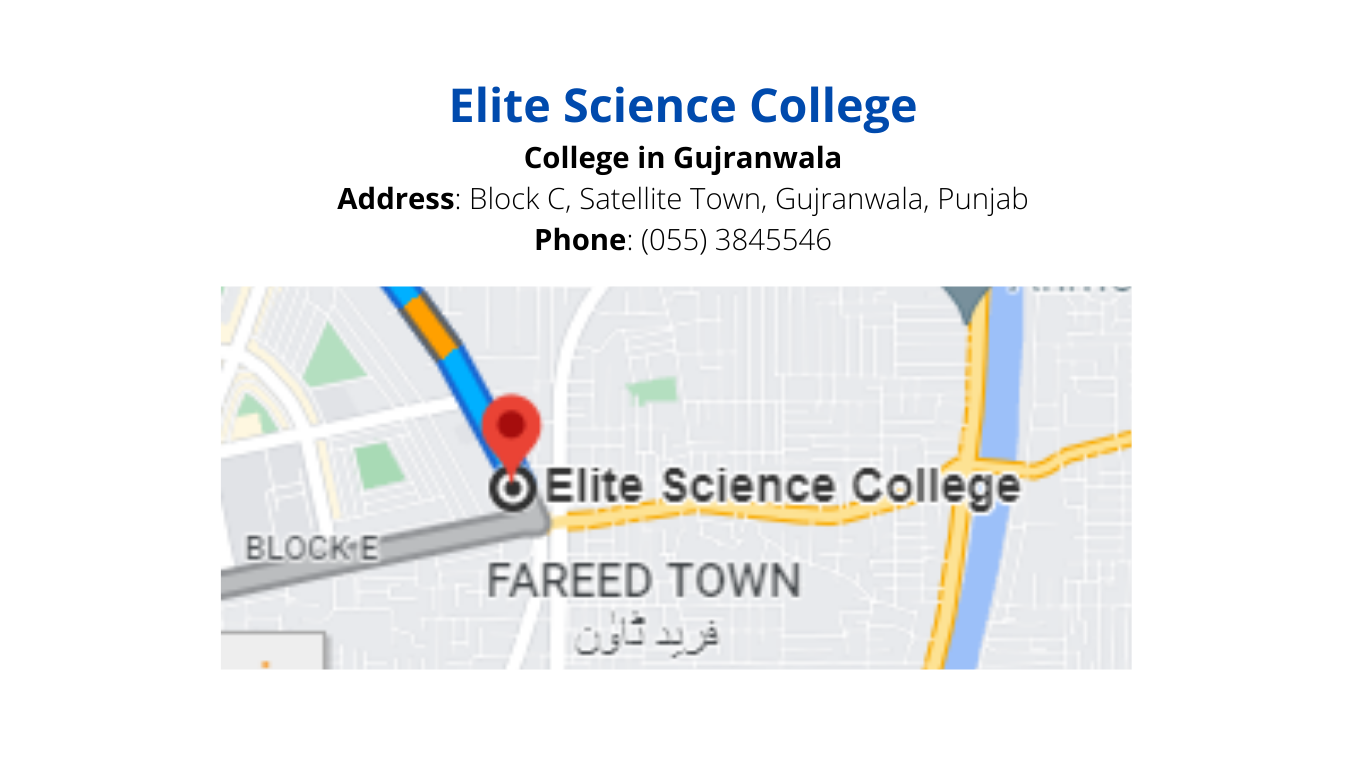 Elite Science College
College in Gujranwala
Address: Block C, Satellite Town, Gujranwala, Punjab
Phone: (055) 3845546
Elite Science College
BLOCK E
FAREED TOWN
فرید ٹاؤن